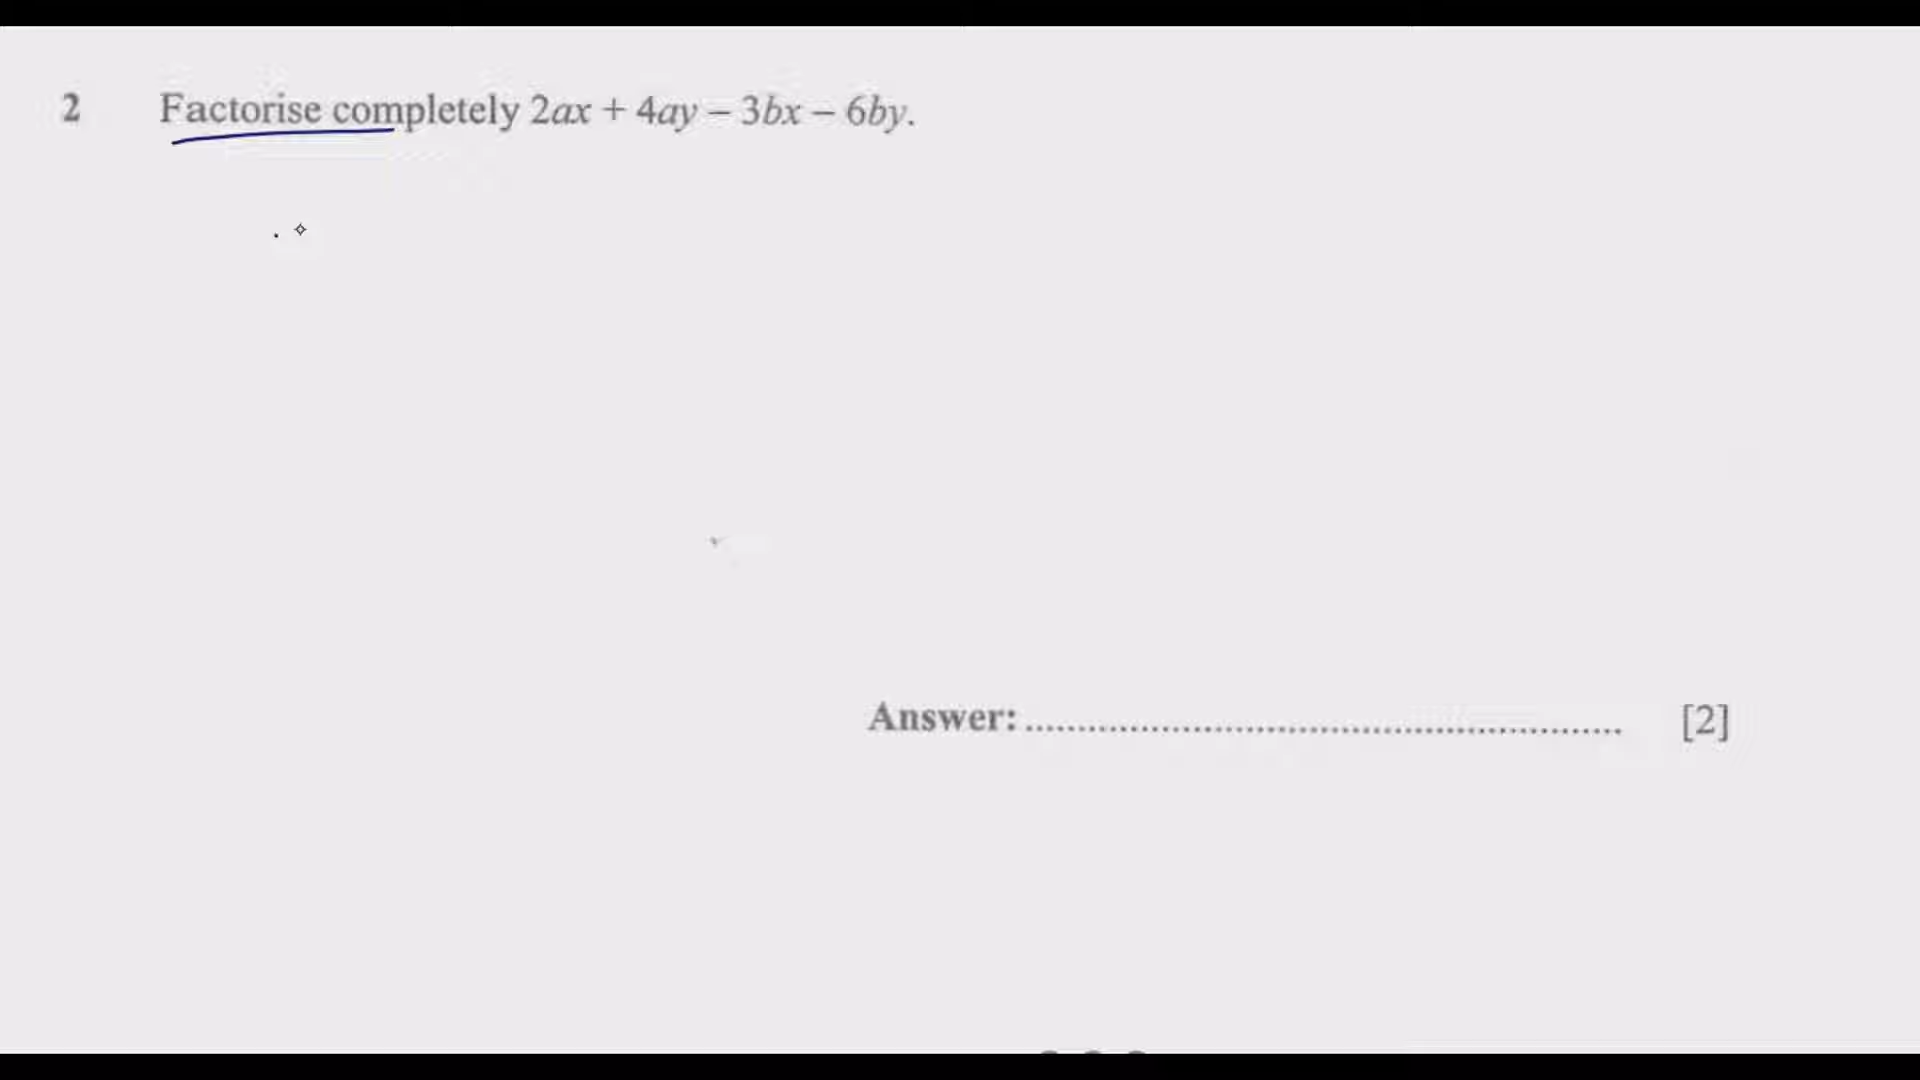 2 Factorise completely 2ax + 4ay – 3bx – 6by.
Answer: ........................................................... [2]